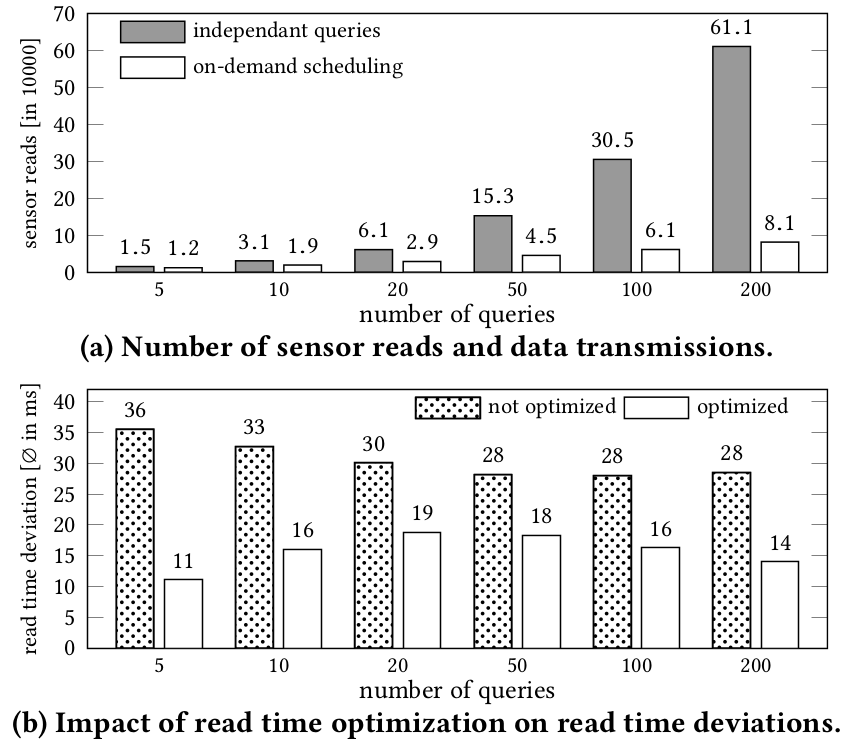 70
60
50
40
30
20
10
0
sensor reads [in 10000]
independant queries
on-demand scheduling
1.5 1.2 3.1 1.9 6.1 2.9 15.3 4.5 30.5 6.1 61.1 8.1
5 10 20 50 100 200
number of queries
(a) Number of sensor reads and data transmissions.
40
35
30
25
20
15
10
5
0
read time deviation [∅ in ms]
not optimized optimized
36 11 33 16 30 19 28 18 28 16 28 14
5 10 20 50 100 200
number of queries
(b) Impact of read time optimization on read time deviations.